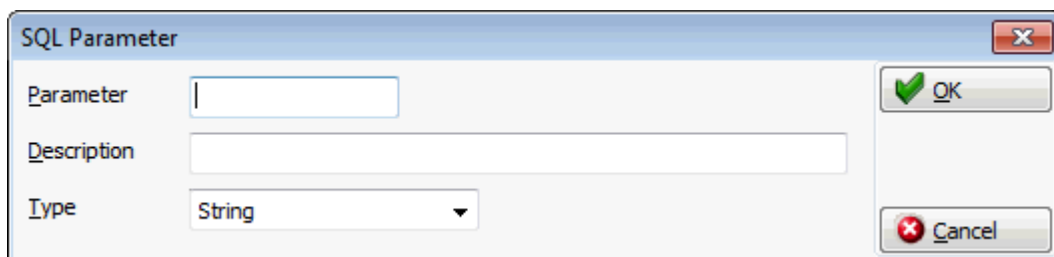 SQL Parameter
Parameter
OK
Description
Type String
Cancel